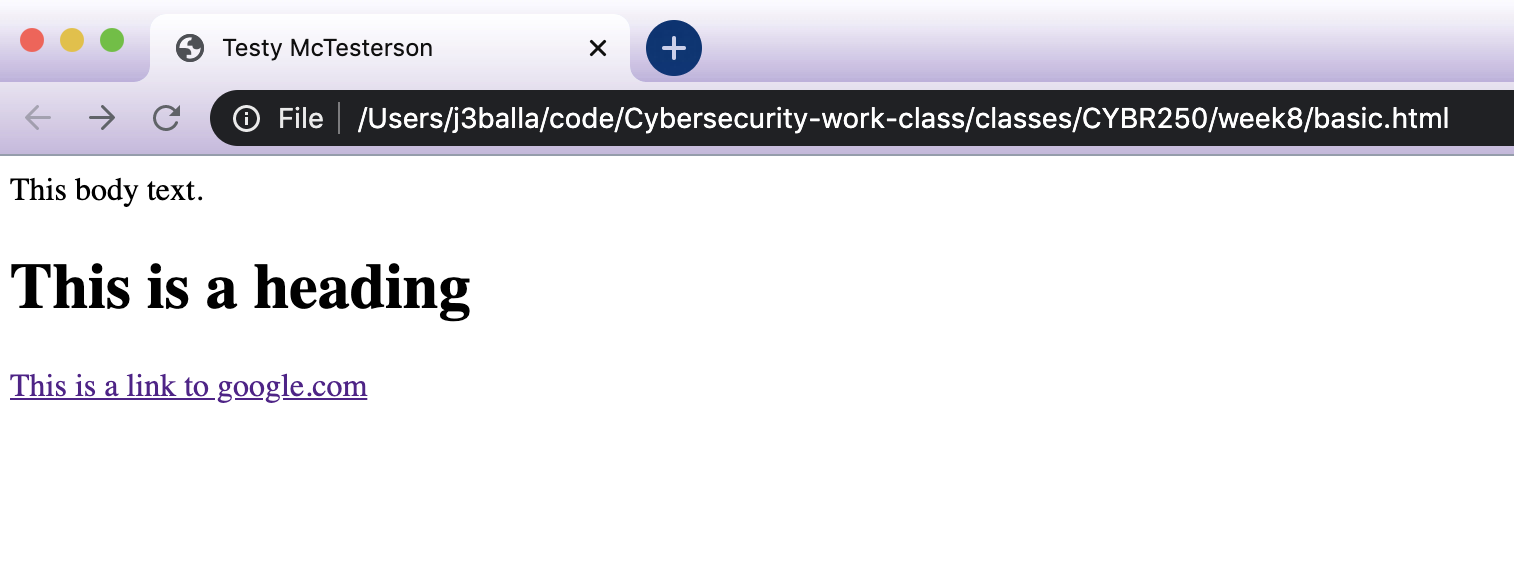 Testy McTesterson
File /Users/j3balla/code/Cybersecurity-work-class/classes/CYBR250/week8/basic.html
This body text.
This is a heading
This is a link to google.com